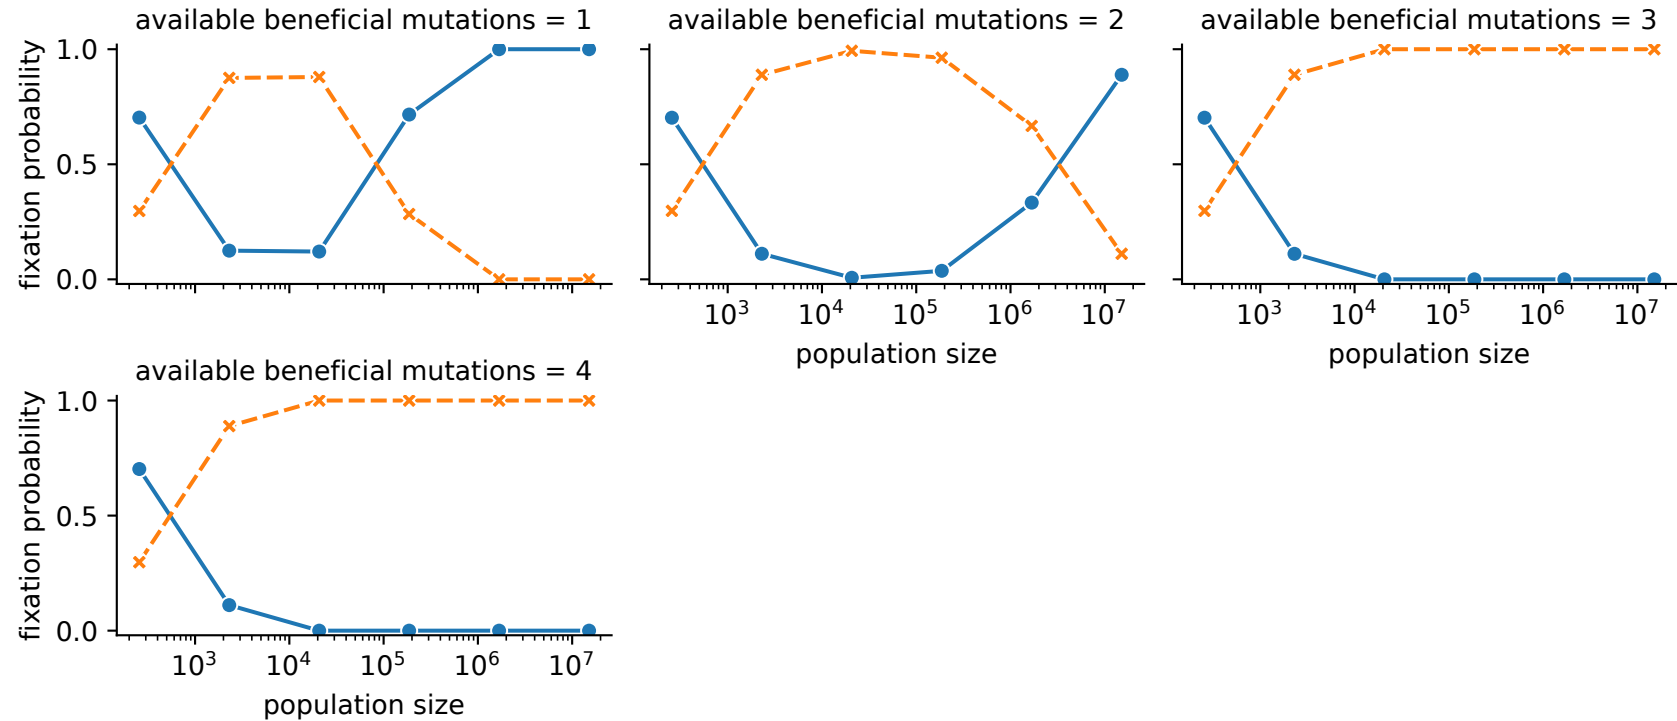 available beneficial mutations = 1
available beneficial mutations = 2
available beneficial mutations = 3
fixation probability
1.0
0.5
0.0
10³ 10⁴ 10⁵ 10⁶ 10⁷
population size
10³ 10⁴ 10⁵ 10⁶ 10⁷
population size
available beneficial mutations = 4
fixation probability
1.0
0.5
0.0
10³ 10⁴ 10⁵ 10⁶ 10⁷
population size